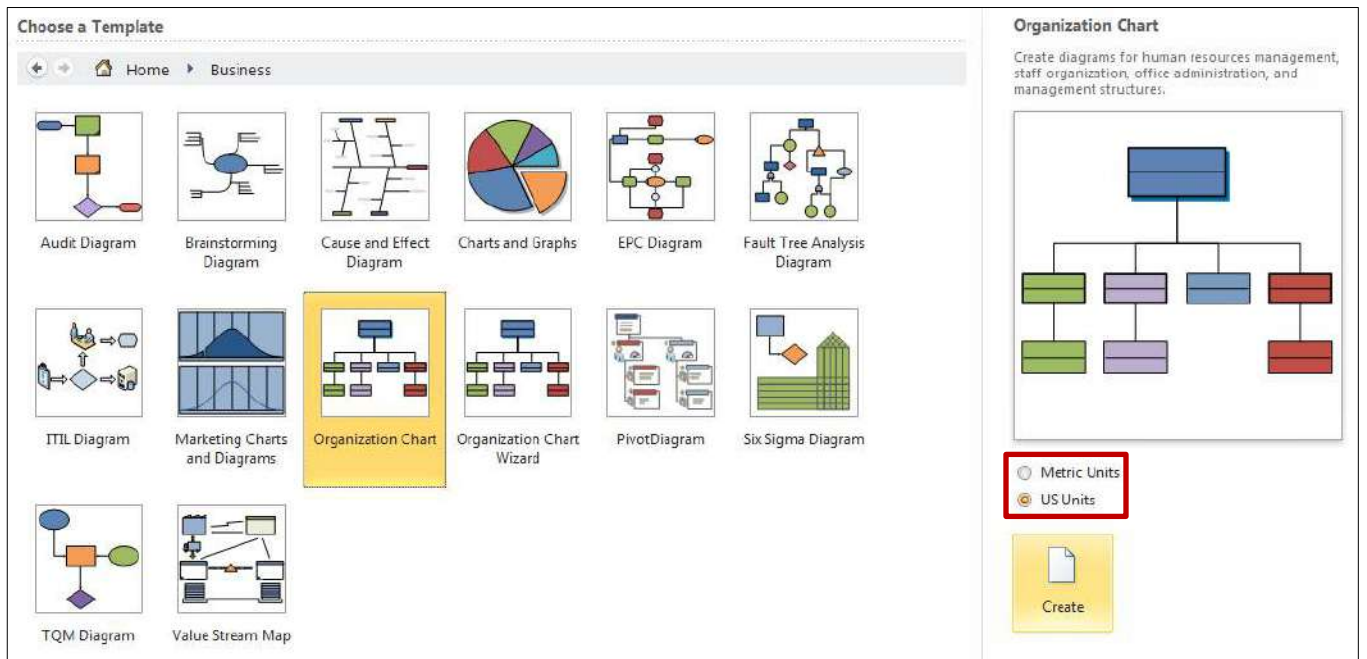 Choose a Template
Home
Business
Audit Diagram
Brainstorming
Diagram
Cause and Effect
Diagram
Charts and Graphs
EPC Diagram
Fault Tree Analysis
Diagram
ITIL Diagram
Marketing Charts
and Diagrams
Organization Chart
Organization Chart
Wizard
PivotDiagram
Six Sigma Diagram
TQM Diagram
Value Stream Map
Organization Chart
Create diagrams for human resources management,
staff organization, office administration, and
management structures.
Metric Units
US Units
Create